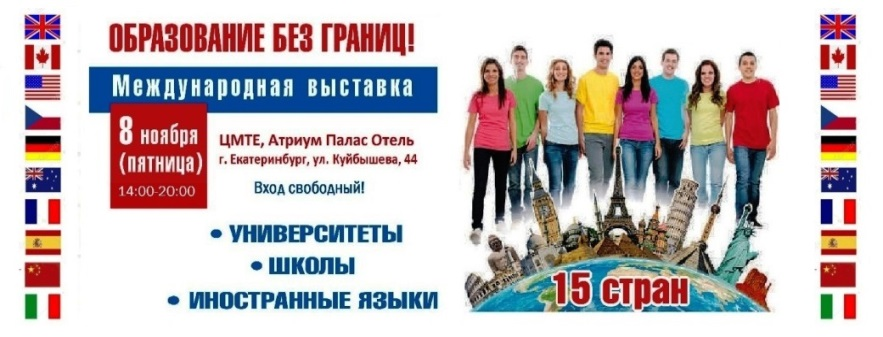 ОБРАЗОВАНИЕ БЕЗ ГРАНИЦ!
Международная выставка
8 ноября
(пятница)
14:00-20:00
ЦМТЕ, Атриум Палас Отель
г. Екатеринбург, ул. Куйбышева, 44
Вход свободный!
• УНИВЕРСИТЕТЫ
• ШКОЛЫ
• ИНОСТРАННЫЕ ЯЗЫКИ
15 стран